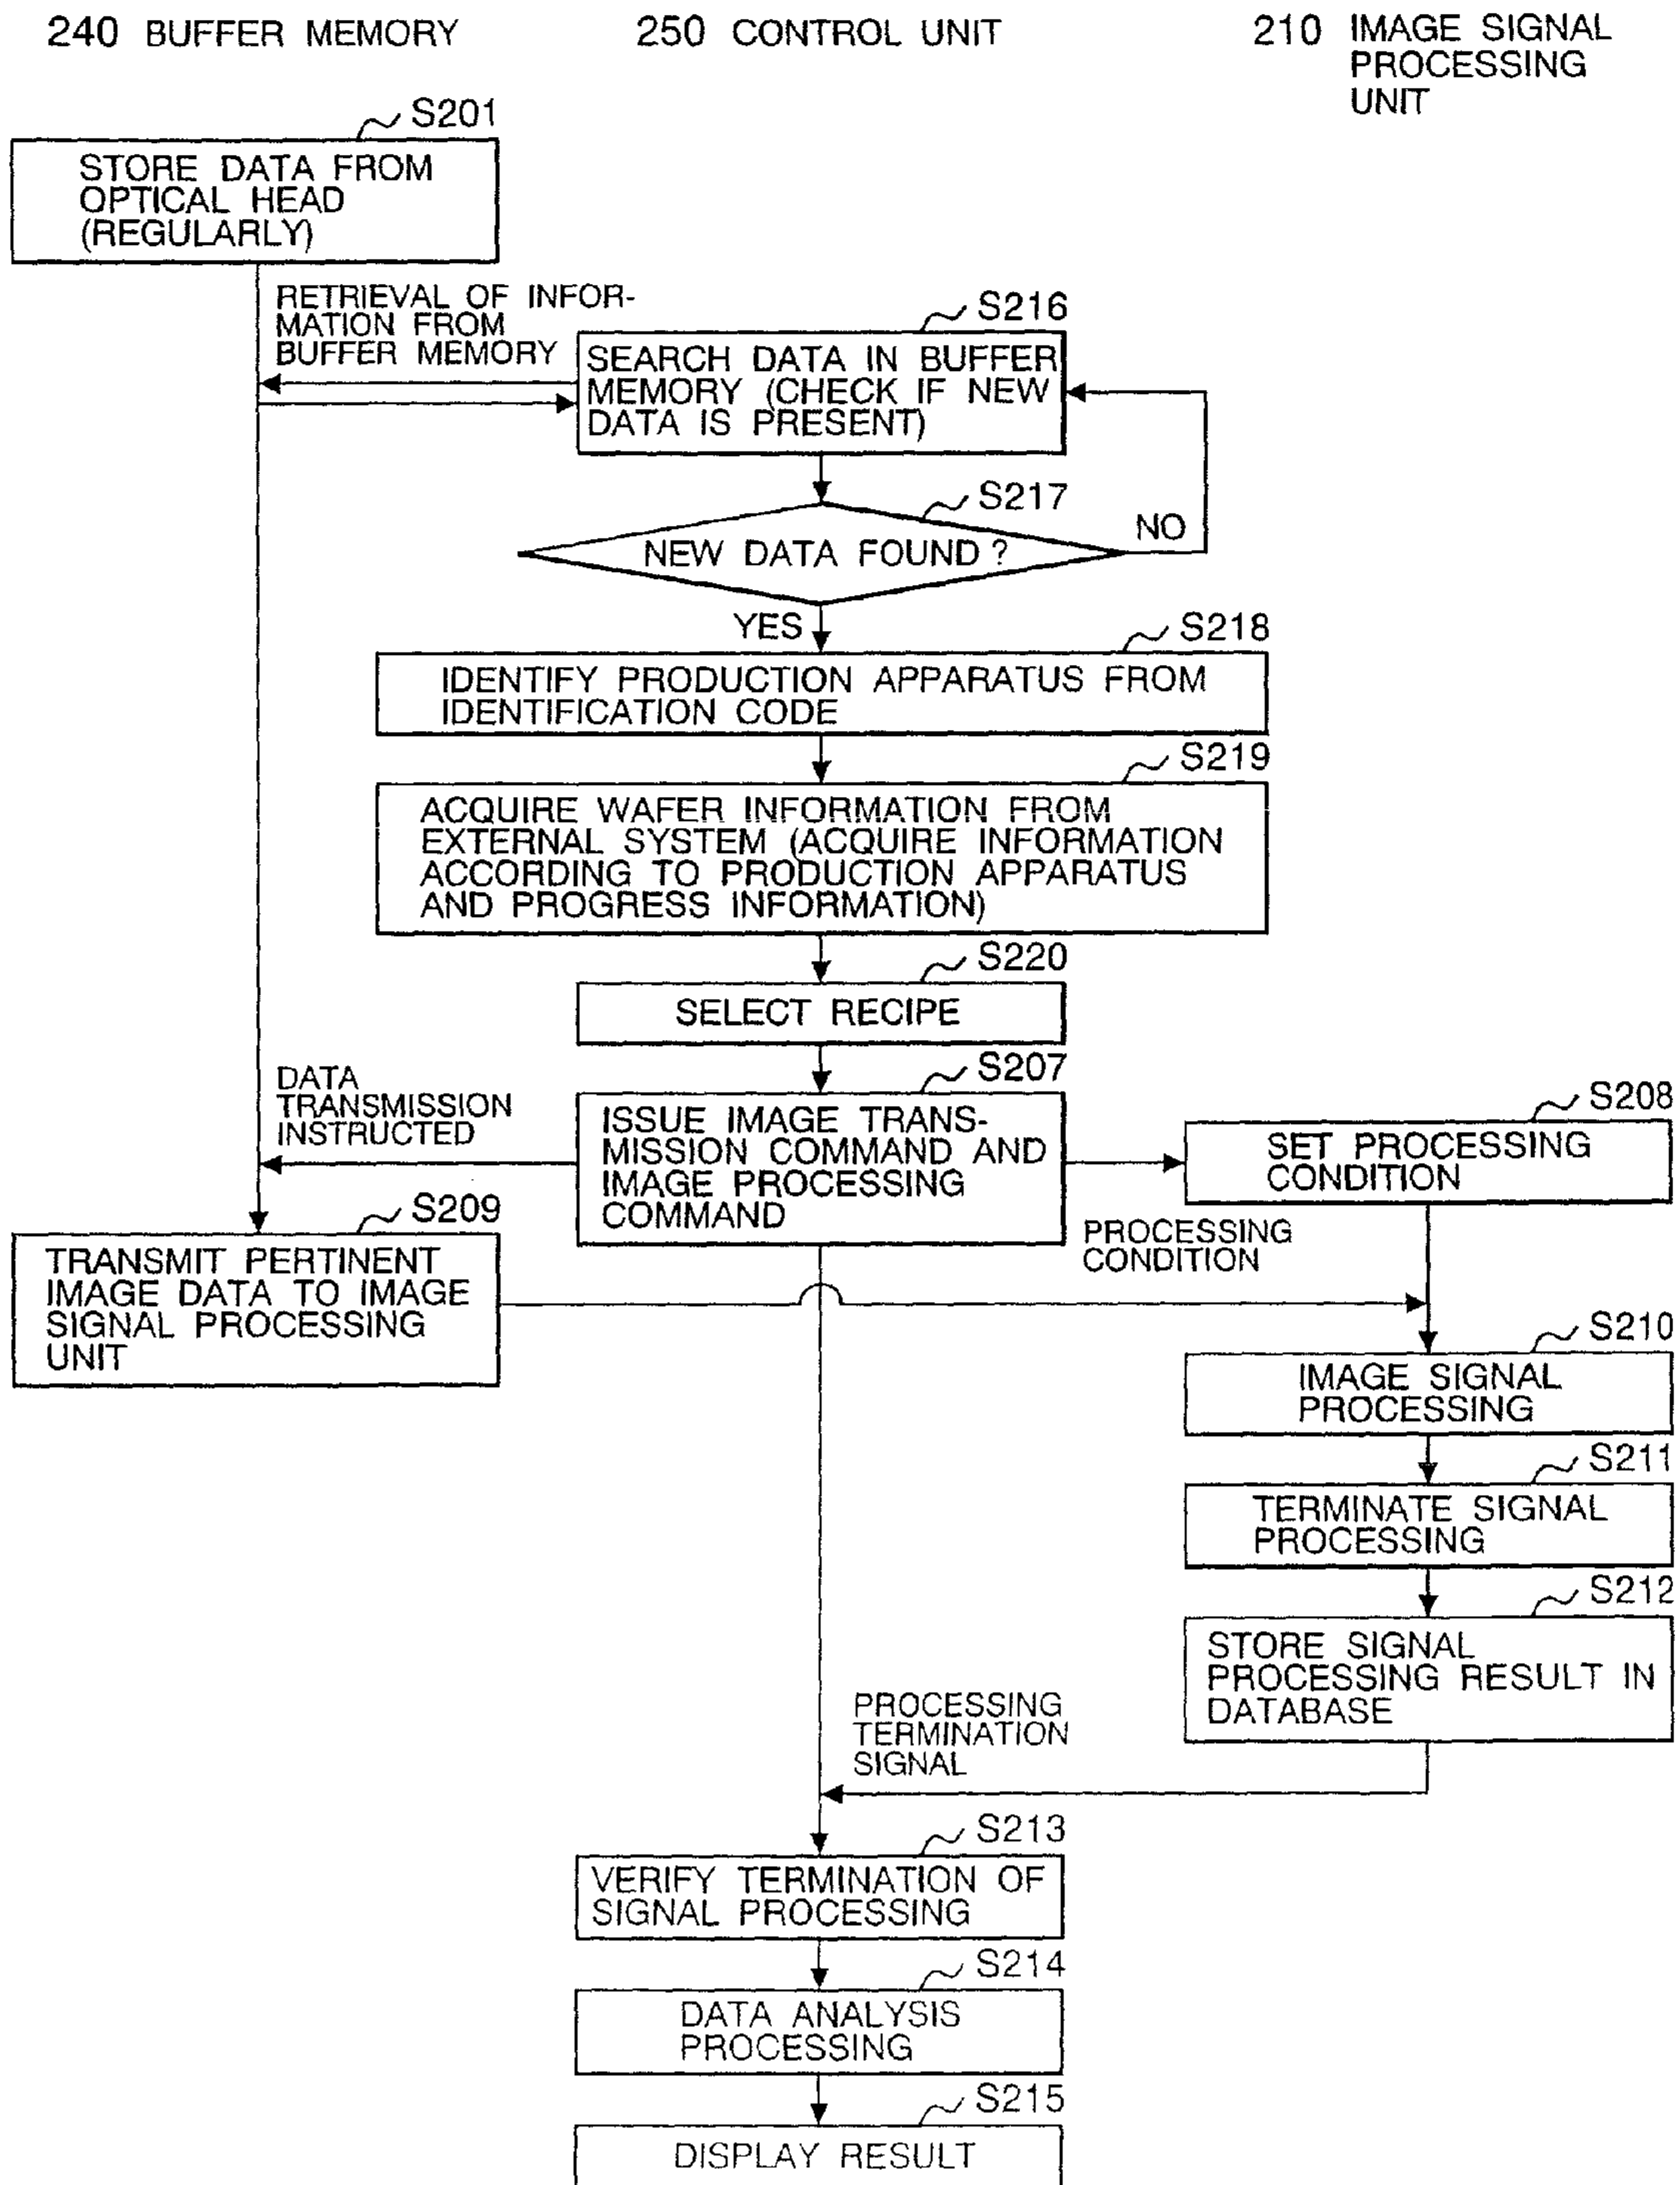 240 BUFFER MEMORY
250 CONTROL UNIT
210 IMAGE SIGNAL
PROCESSING
UNIT
S201
STORE DATA FROM
OPTICAL HEAD
(REGULARLY)
RETRIEVAL OF INFOR-
MATION FROM
BUFFER MEMORY
S216
SEARCH DATA IN BUFFER
MEMORY (CHECK IF NEW
DATA IS PRESENT)
S217
NEW DATA FOUND ?
NO
YES
S218
IDENTIFY PRODUCTION APPARATUS FROM
IDENTIFICATION CODE
S219
ACQUIRE WAFER INFORMATION FROM
EXTERNAL SYSTEM (ACQUIRE INFORMATION
ACCORDING TO PRODUCTION APPARATUS
AND PROGRESS INFORMATION)
S220
SELECT RECIPE
S207
ISSUE IMAGE TRANS-
MISSION COMMAND AND
IMAGE PROCESSING
COMMAND
DATA
TRANSMISSION
INSTRUCTED
S208
SET PROCESSING
CONDITION
S209
TRANSMIT PERTINENT
IMAGE DATA TO IMAGE
SIGNAL PROCESSING
UNIT
PROCESSING
CONDITION
S210
IMAGE SIGNAL
PROCESSING
S211
TERMINATE SIGNAL
PROCESSING
S212
STORE SIGNAL
PROCESSING RESULT IN
DATABASE
PROCESSING
TERMINATION
SIGNAL
S213
VERIFY TERMINATION OF
SIGNAL PROCESSING
S214
DATA ANALYSIS
PROCESSING
S215
DISPLAY RESULT